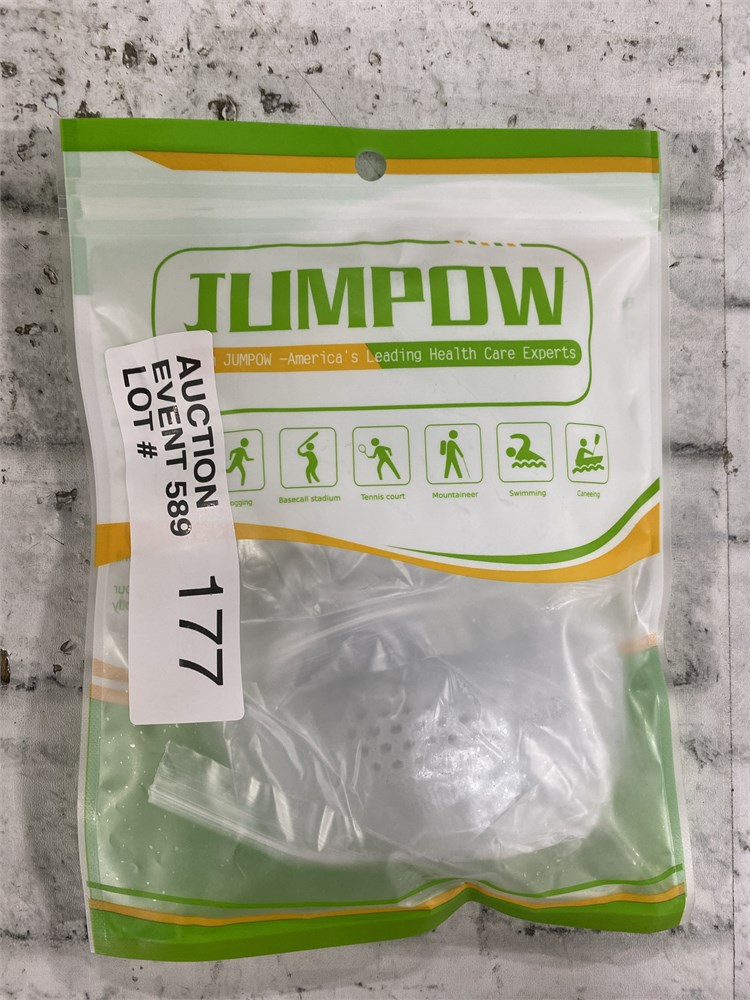 JUMPOW
JUMPOW -America's Leading Health Care Experts
AUCTION
EVENT 589
LOT #
177
Basecall stadium
Tennis court
Mountaineer
Swimming
Canoeing